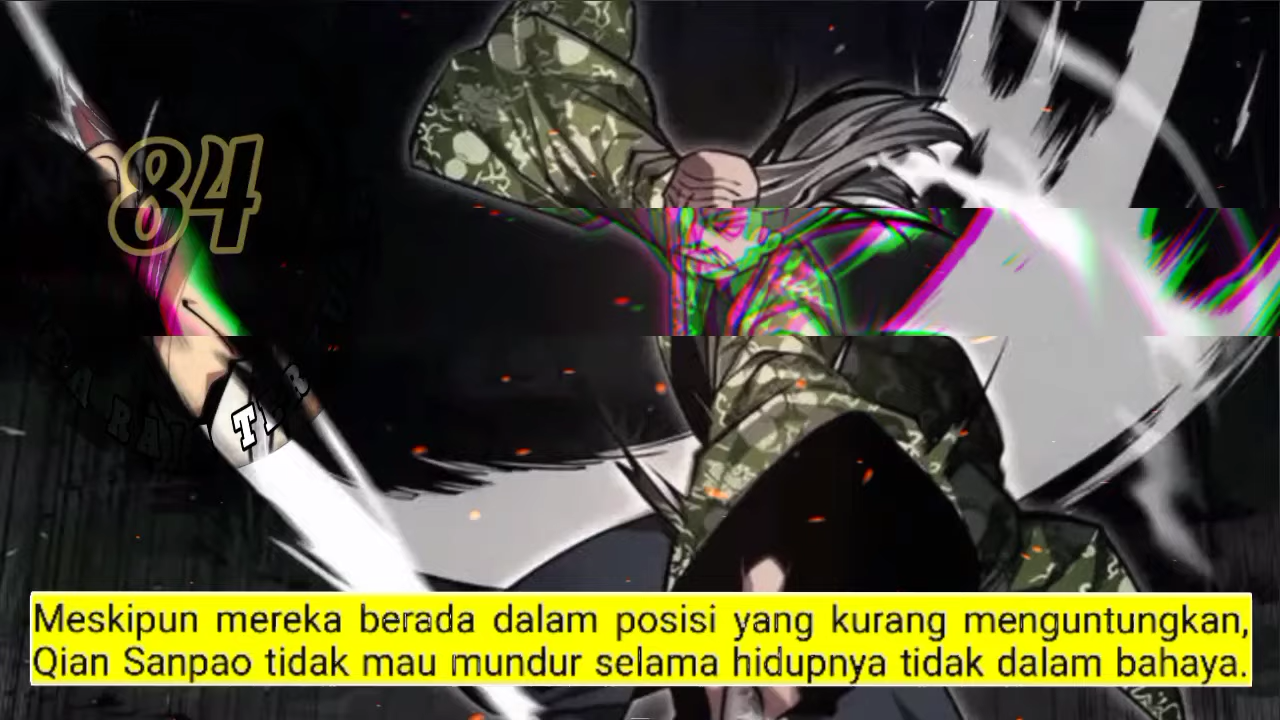 84
Meskipun mereka berada dalam posisi yang kurang menguntungkan,
Qian Sanpao tidak mau mundur selama hidupnya tidak dalam bahaya.